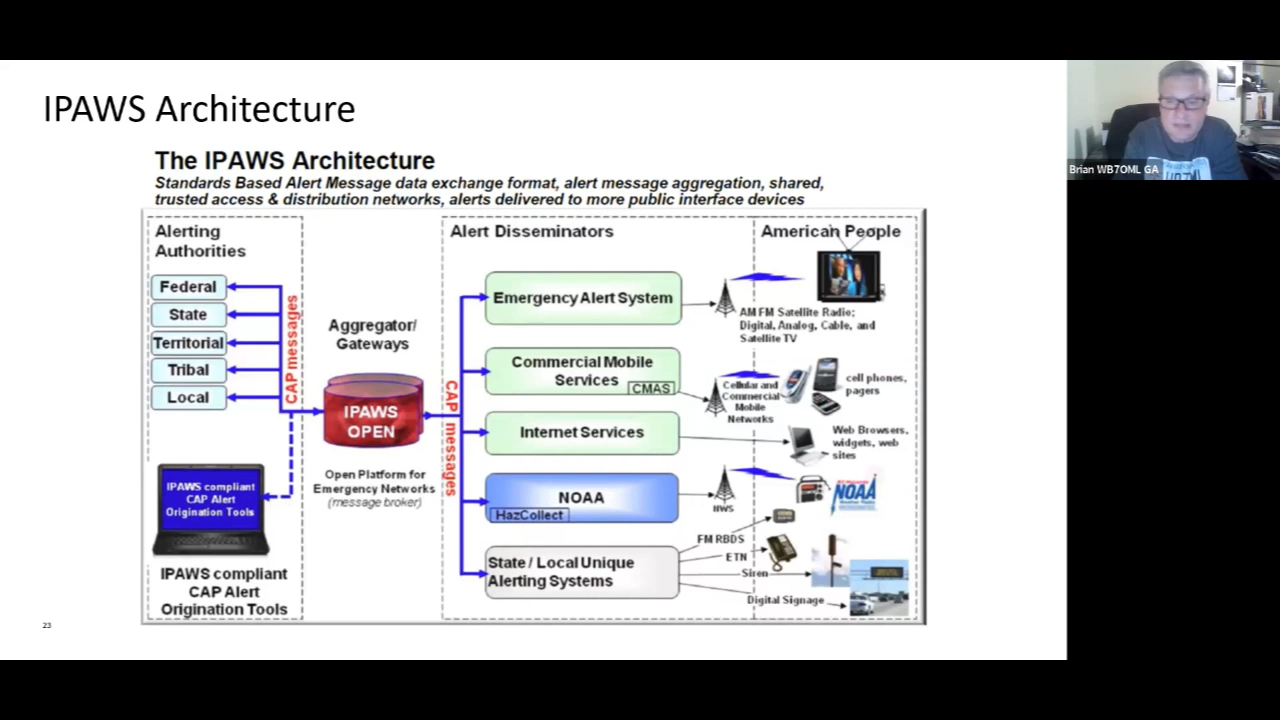 IPAWS Architecture
The IPAWS Architecture
Standards Based Alert Message data exchange format, alert message aggregation, shared,
trusted access & distribution networks, alerts delivered to more public interface devices
Alerting
Authorities
Federal
State
Territorial
Tribal
Local
CAP messages
IPAWS compliant
CAP Alert
Origination Tools
IPAWS compliant
CAP Alert
Origination Tools
Aggregator/
Gateways
IPAWS
OPEN
Open Platform for
Emergency Networks
(message broker)
CAP messages
Alert Disseminators
Emergency Alert System
Commercial Mobile
Services
CMAS
Internet Services
NOAA
HazCollect
State / Local Unique
Alerting Systems
American People
AM FM Satellite Radio;
Digital, Analog, Cable, and
Satellite TV
Cellular and
Commercial
Mobile
Networks
cell phones,
pagers
Web Browsers,
widgets, web
sites
NWS
NOAA
FM RBDS
ETN
Siren
Digital Signage
23
Brian WB7OML GA